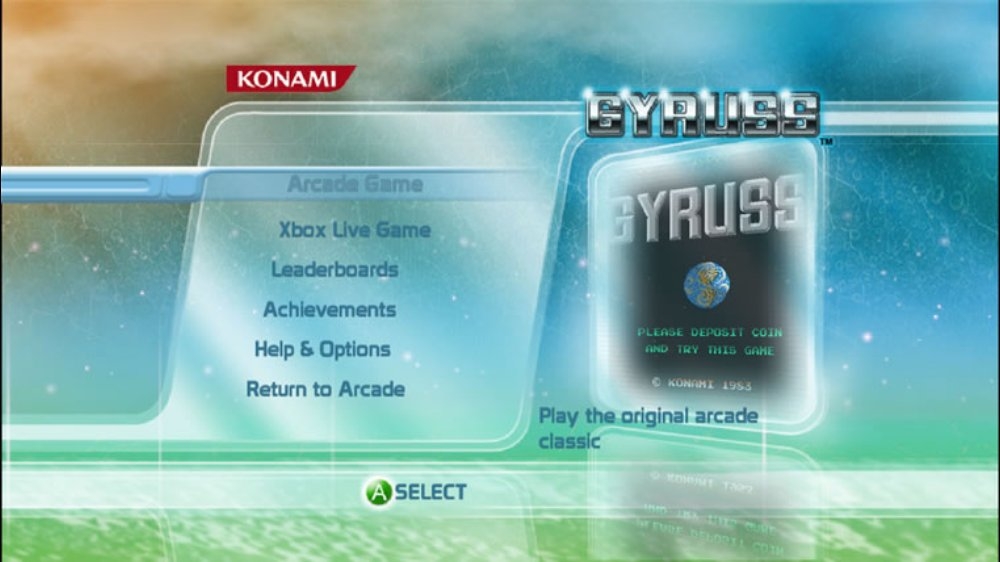 KONAMI
GYRUSS
TM
Arcade Game
Xbox Live Game
Leaderboards
Achievements
Help & Options
Return to Arcade
GYRUSS
PLEASE DEPOSIT COIN
AND TRY THIS GAME
© KONAMI 1983
Play the original arcade
classic
A SELECT